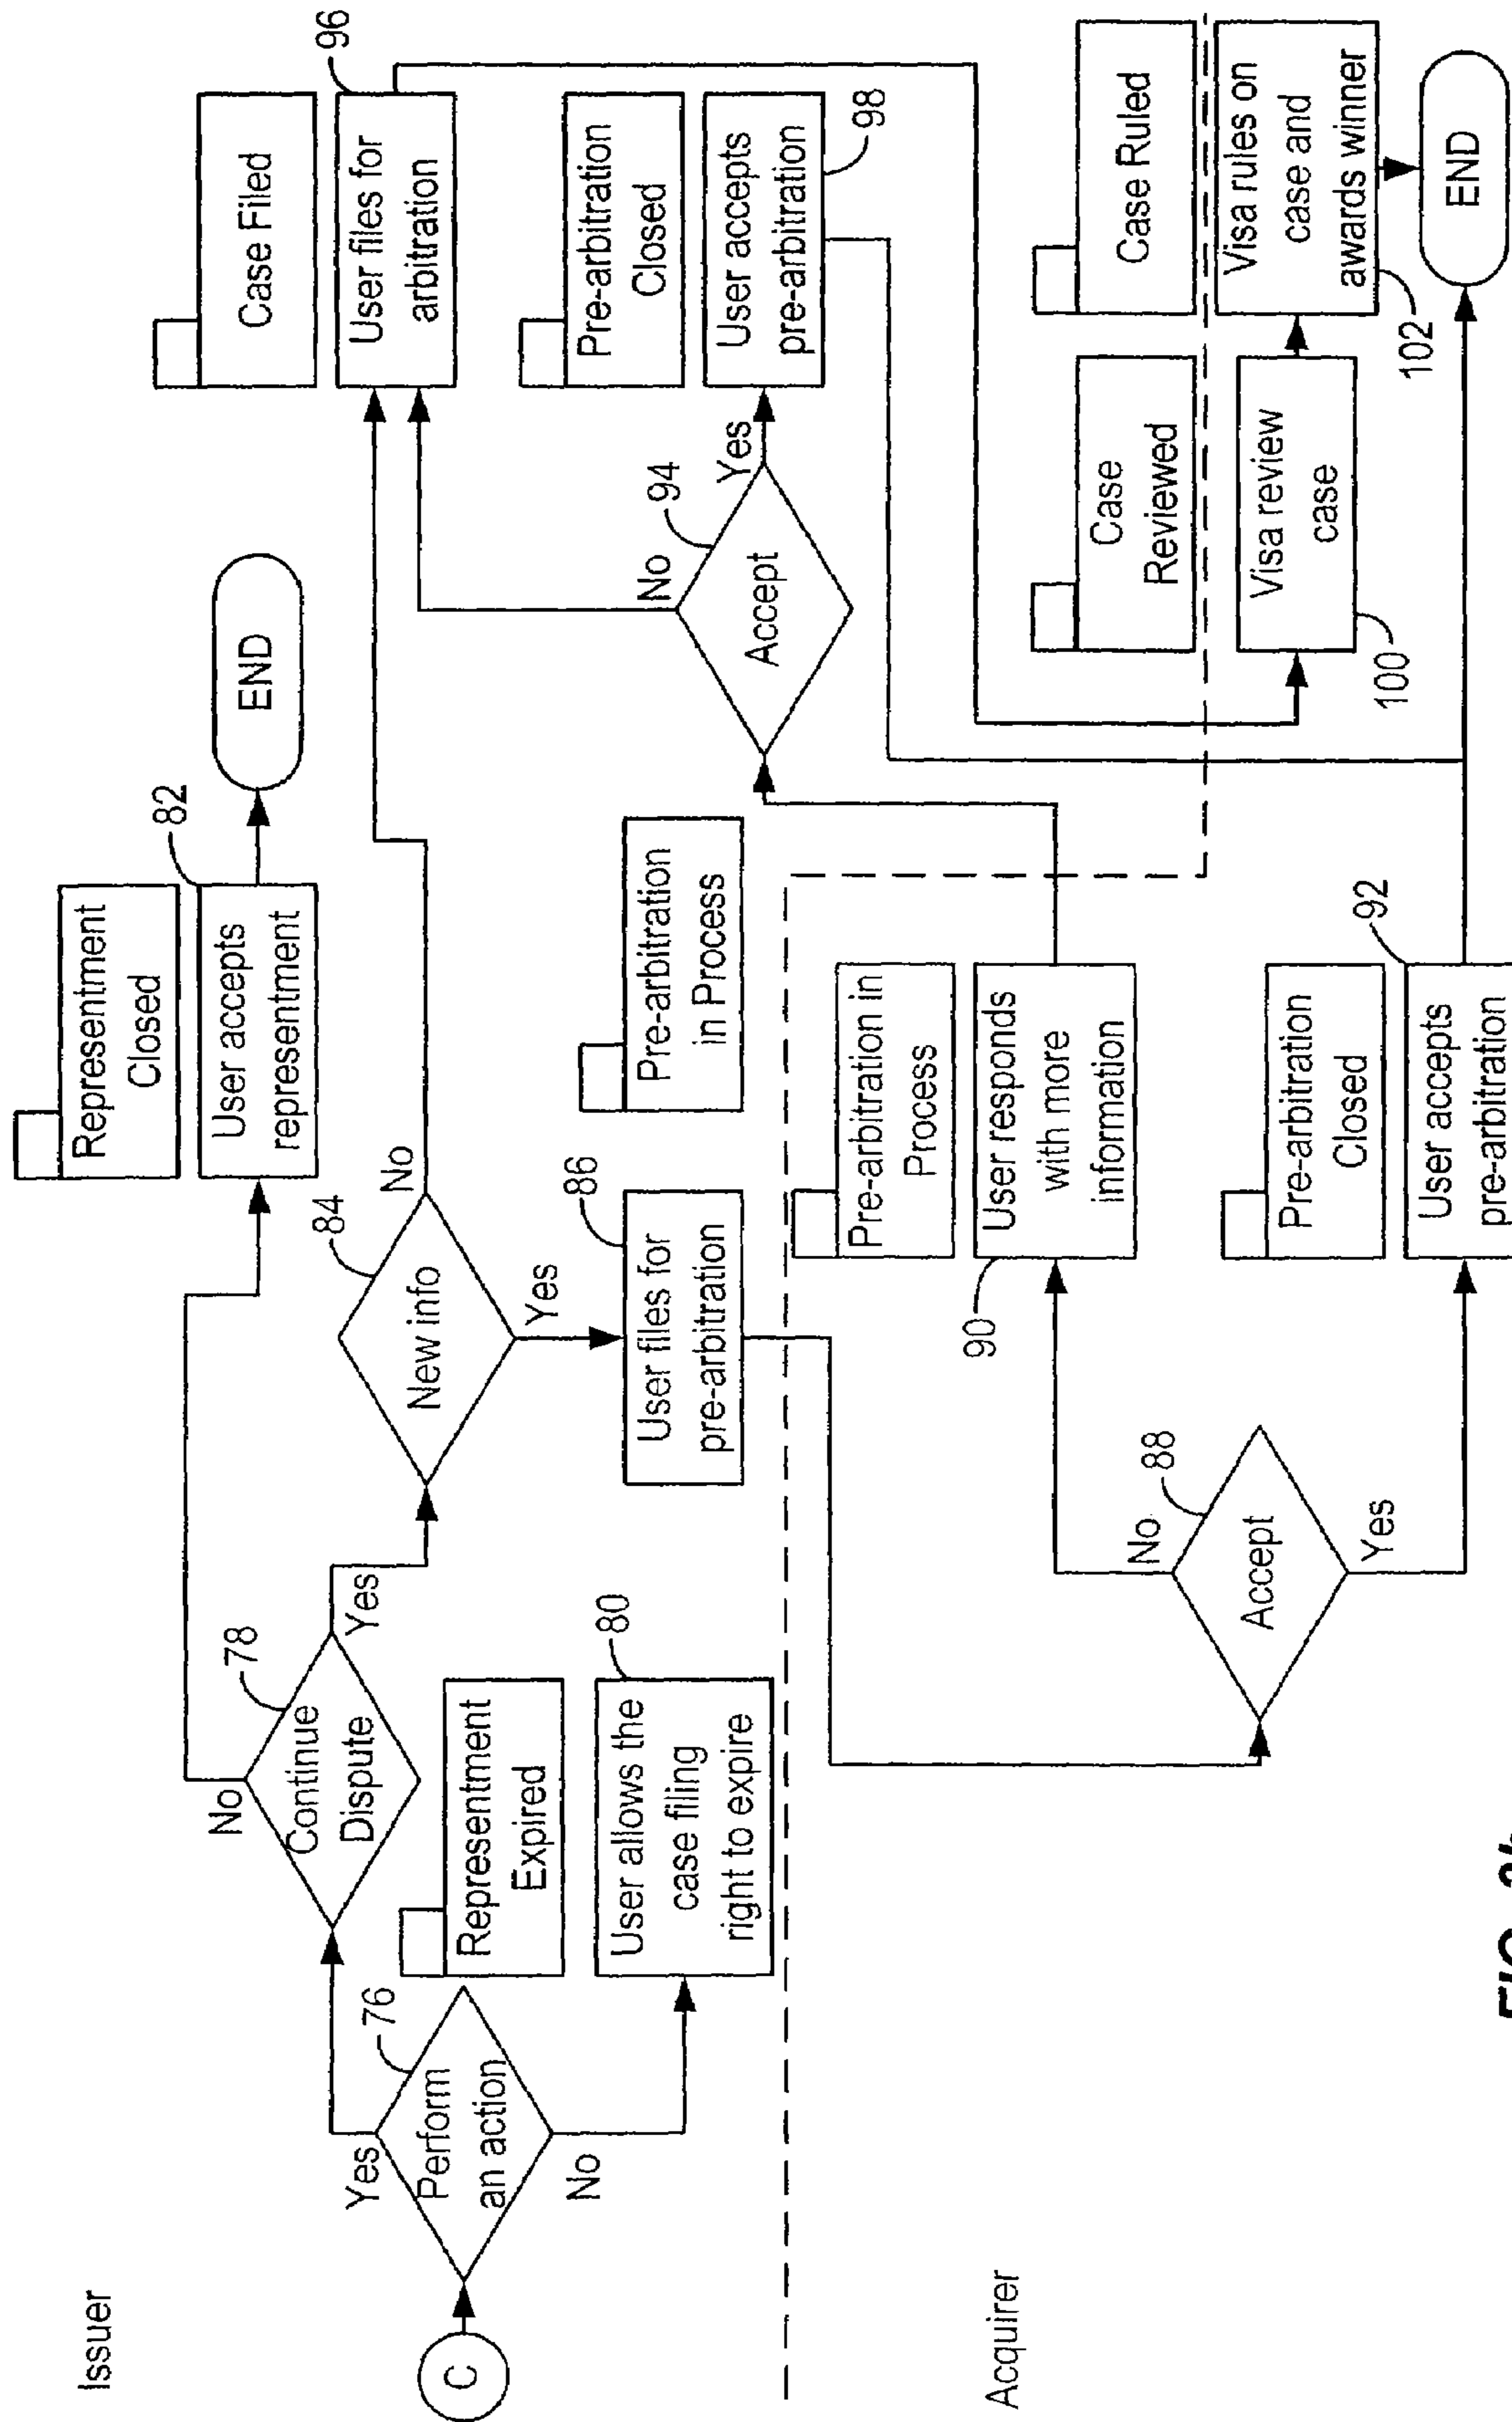 Issuer
C
Perform
an action
76
Yes
No
Continue
Dispute
78
No
Yes
Representment
Expired
User allows the
case filing
right to expire
80
Representment
Closed
User accepts
representment
82
END
New info
84
No
Yes
User files for
pre-arbitration
86
Pre-arbitration
in Process
Accept
94
No
Yes
Case Filed
User files for
arbitration
96
Pre-arbitration
Closed
User accepts
pre-arbitration
98
Acquirer
Accept
88
No
Yes
Pre-arbitration in
Process
User responds
with more
information
90
Pre-arbitration
Closed
User accepts
pre-arbitration
92
Case
Reviewed
Visa review
case
100
Case Ruled
Visa rules on
case and
awards winner
102
END